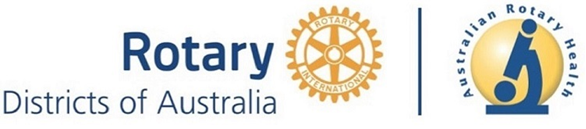 Rotary
Districts of Australia
ROTARY
INTERNATIONAL
Australian Rotary Health